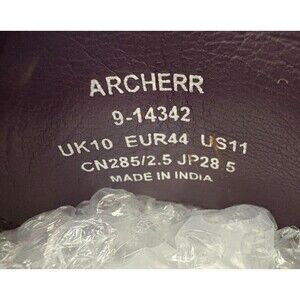 ARCHERR
9-14342
UK10 EUR44 US11
CN285/2.5 JP28 5
MADE IN INDIA